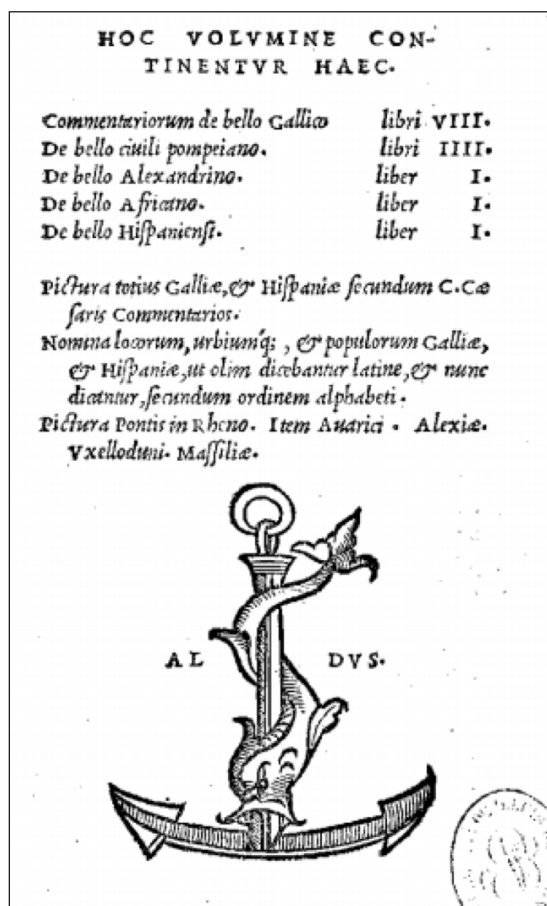 HOC VOLVMINE CON-
TINENTVR HAEC.
Commentariorum de bello Gallico libri VIII.
De bello ciuili pompeiano. libri IIII.
De bello Alexandrino. liber I.
De bello Africano. liber I.
De bello Hiſpanienſi. liber I.
Pictura totius Galliæ, & Hiſpaniæ ſecundum C.Cæ
ſaris Commentarios.
Nomina locorum, urbiumq́; , & populorum Galliæ,
& Hiſpaniæ, ut olim dicebantur latine, & nunc
dicantur, ſecundum ordinem alphabeti.
Pictura Pontis in Rheno. Item Auarici . Alexiæ.
Vxelloduni. Maſſiliæ.
AL DVS.